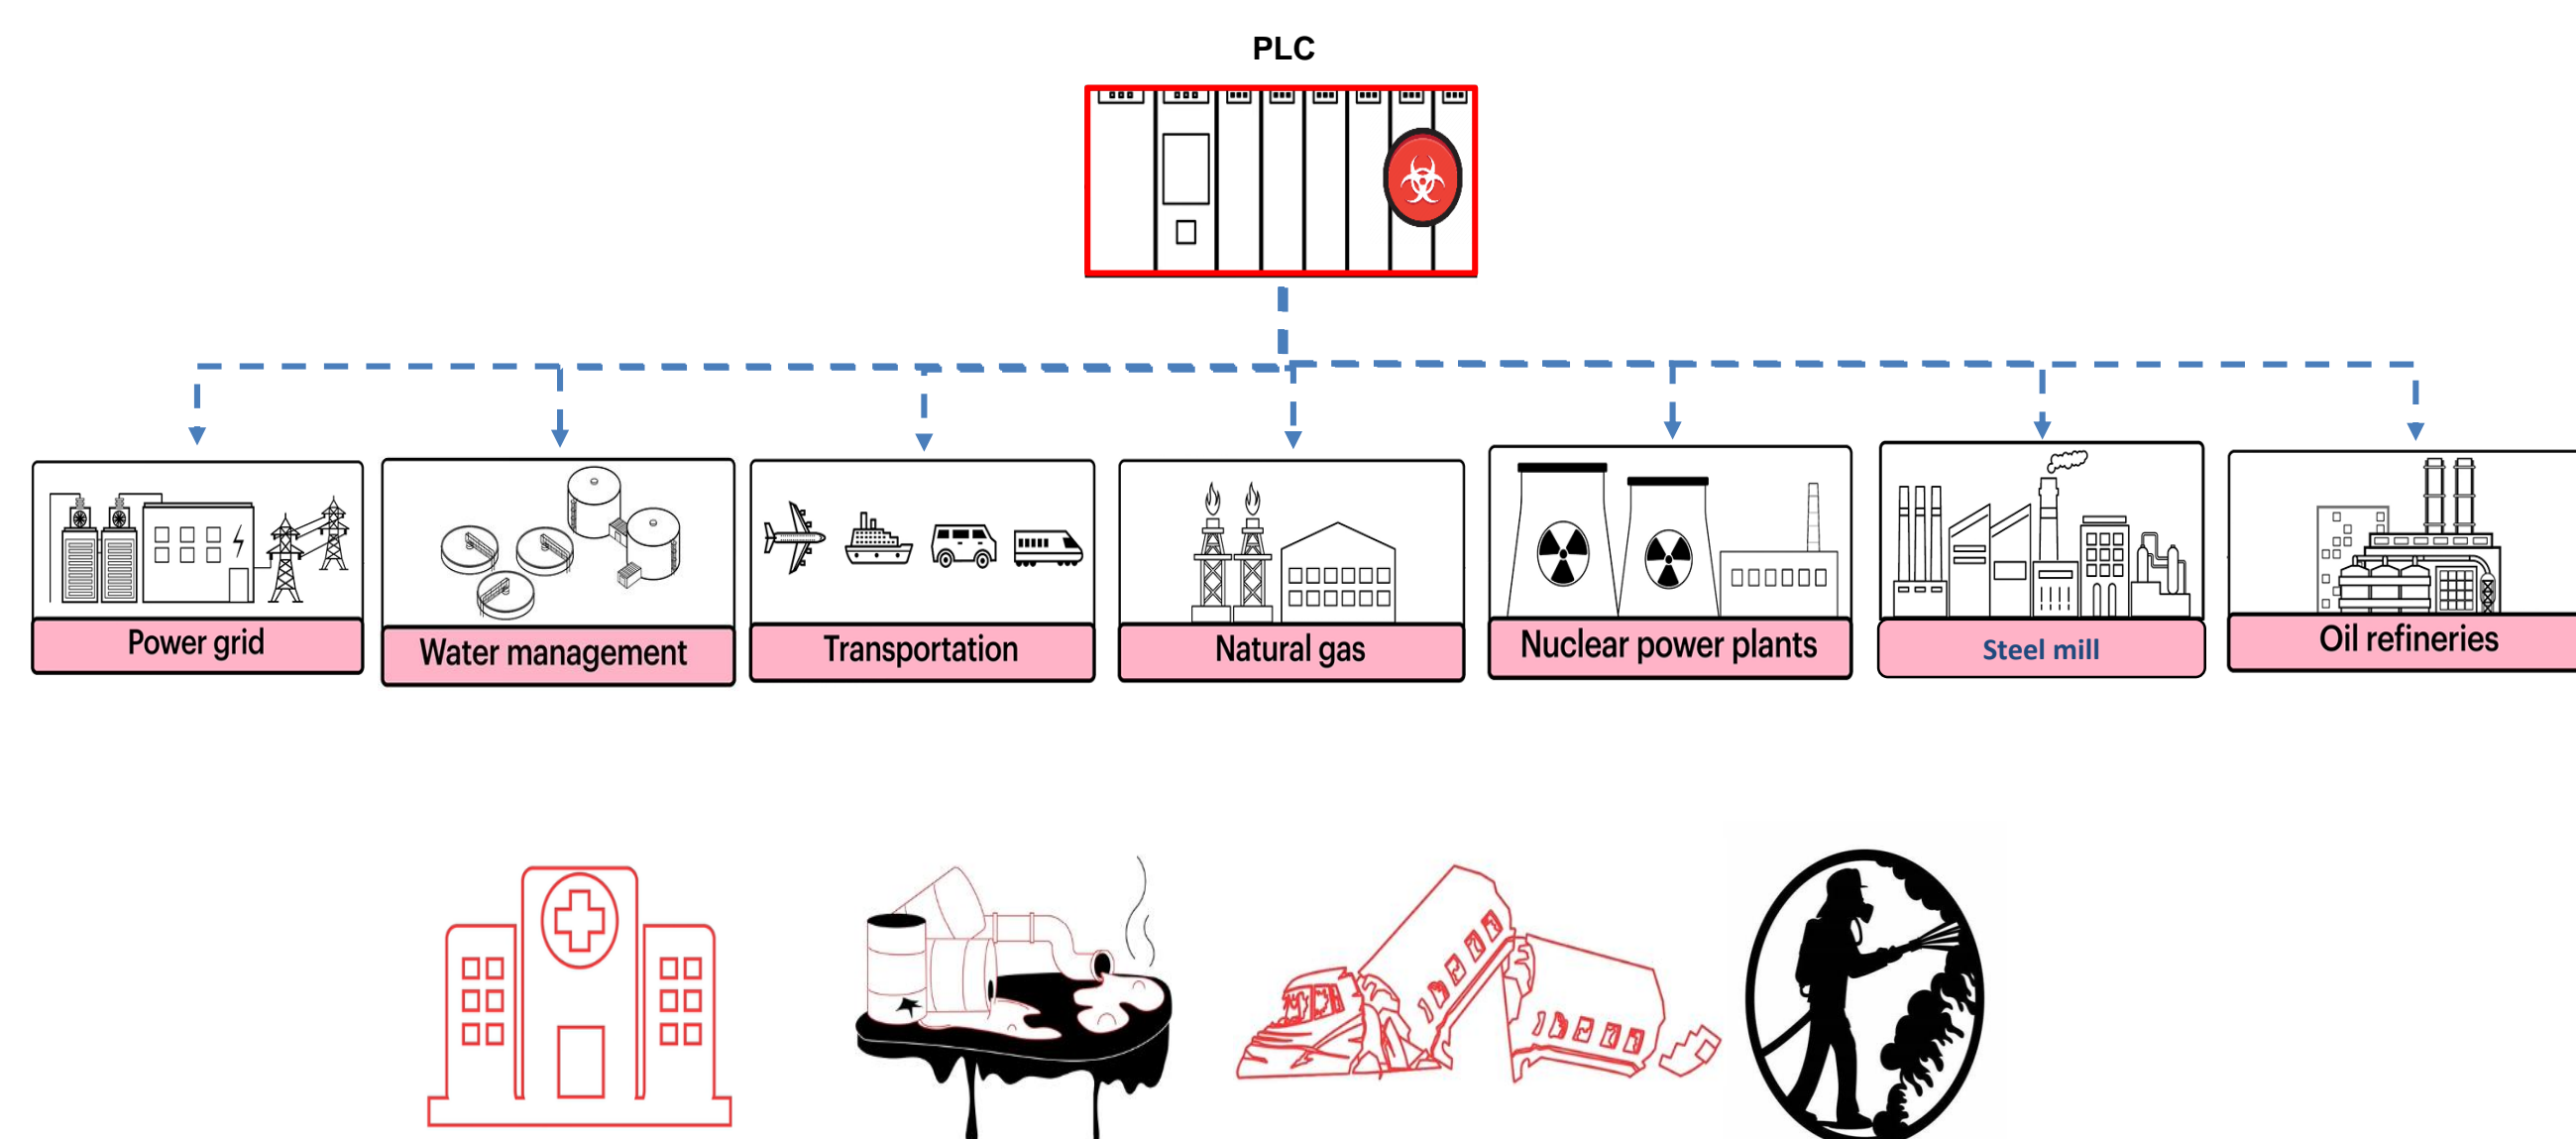 PLC
Power grid
Water management
Transportation
Natural gas
Nuclear power plants
Steel mill
Oil refineries